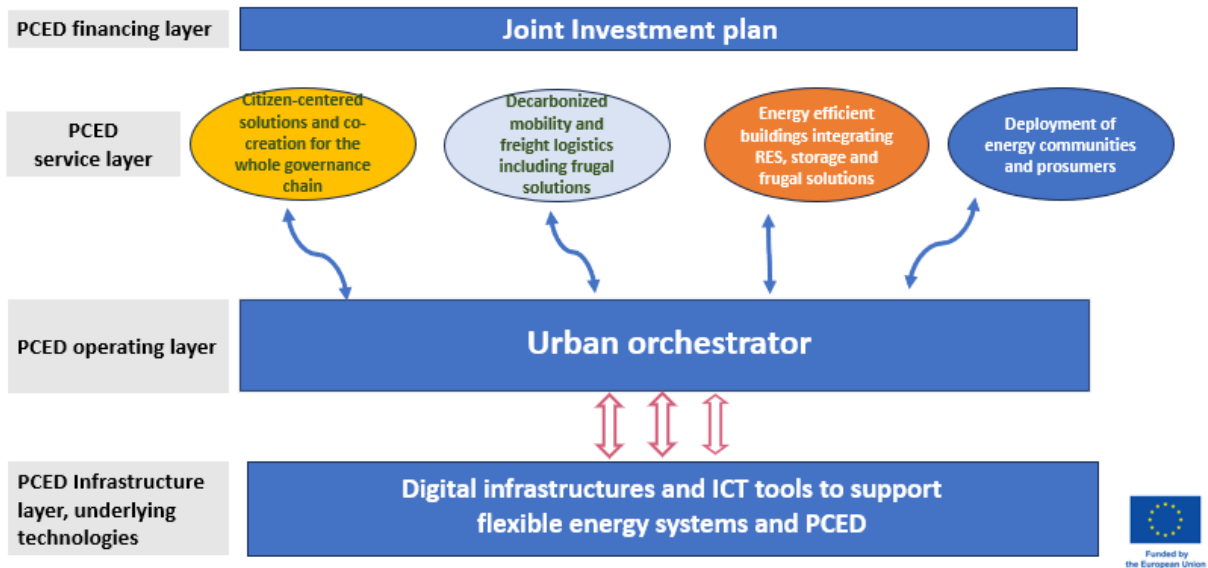 PCED financing layer
Joint Investment plan
PCED
service layer
Citizen-centered
solutions and co-
creation for the
whole governance
chain
Decarbonized
mobility and
freight logistics
including frugal
solutions
Energy efficient
buildings integrating
RES, storage and
frugal solutions
Deployment of
energy communities
and prosumers
PCED operating layer
Urban orchestrator
PCED Infrastructure
layer, underlying
technologies
Digital infrastructures and ICT tools to support
flexible energy systems and PCED
Funded by
the European Union